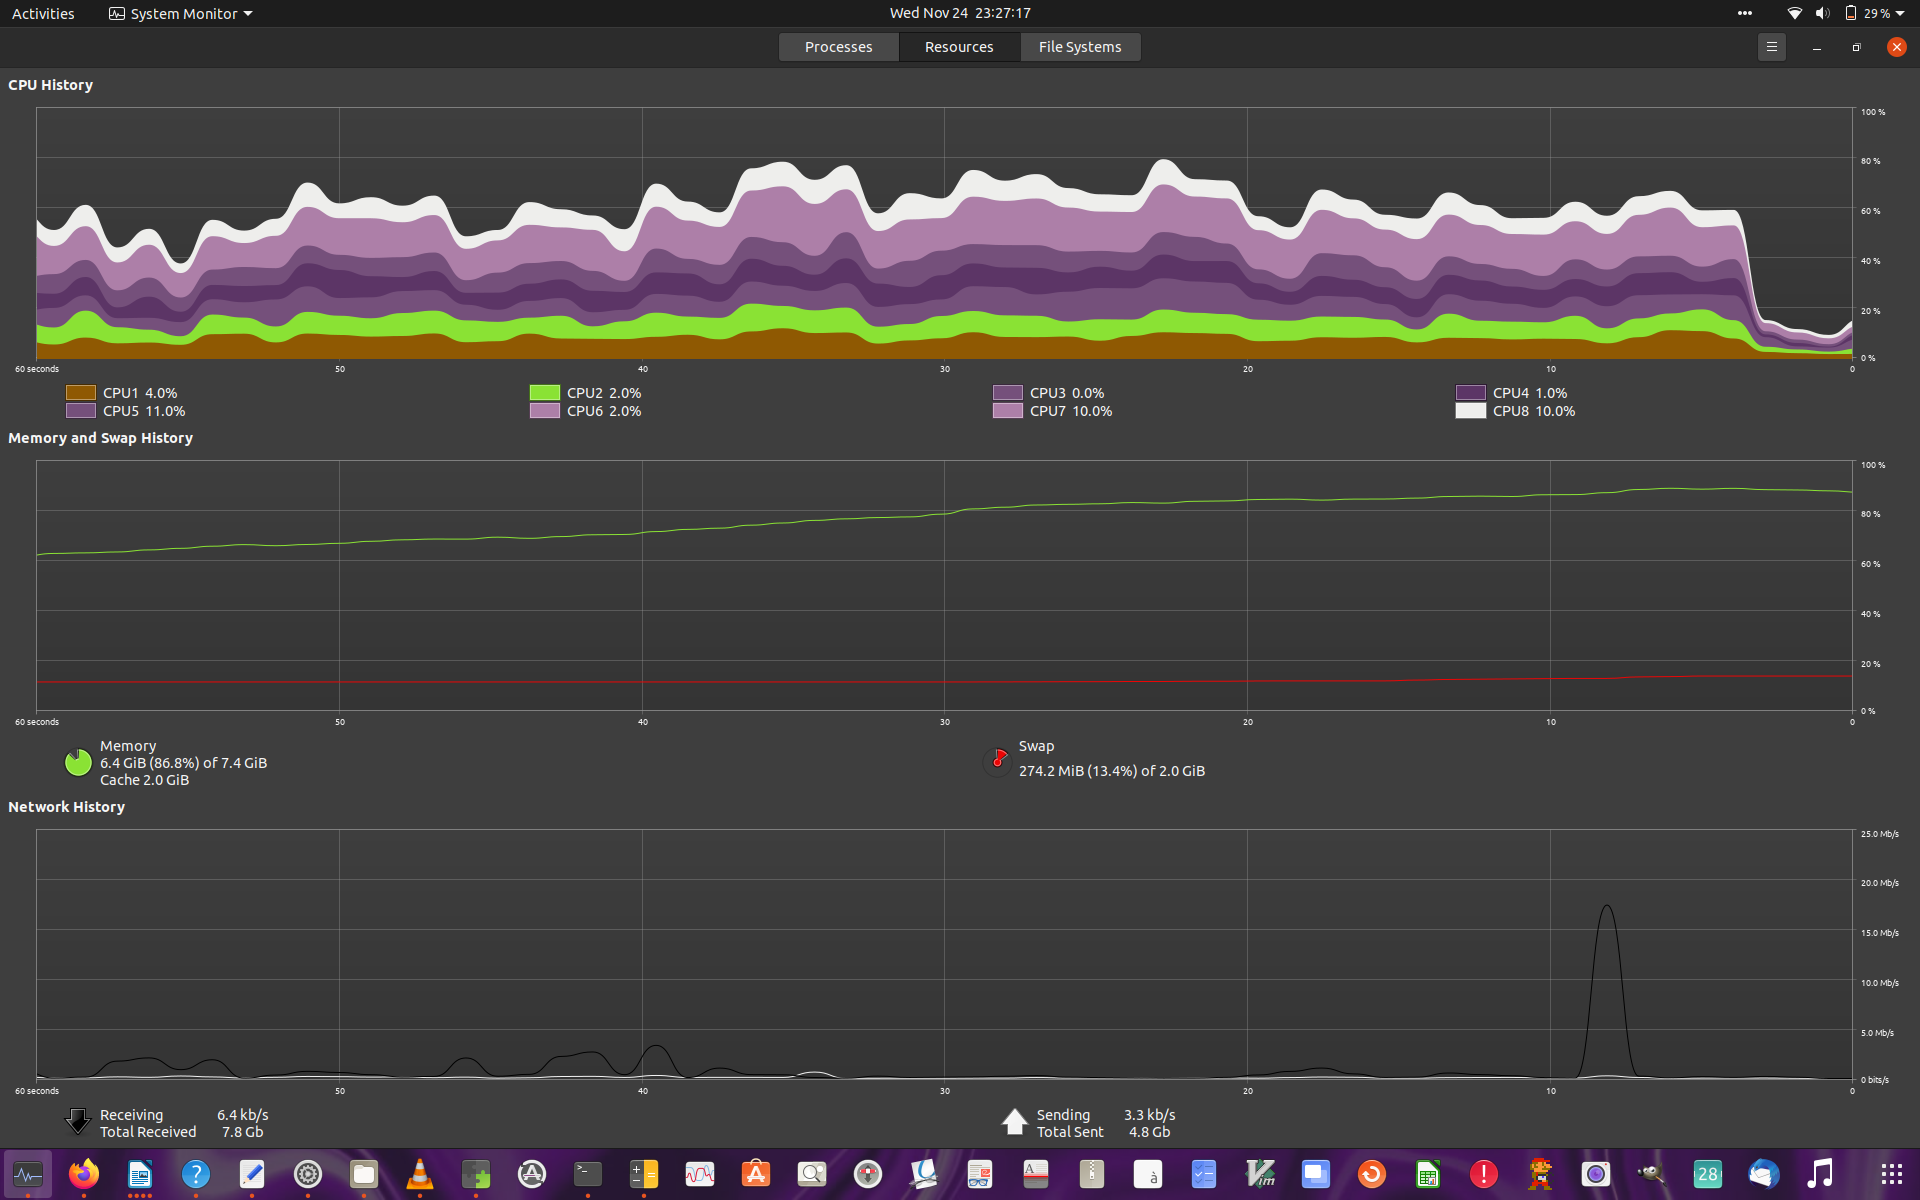 Activities System Monitor Wed Nov 24 23:27:17 29 %
Processes Resources File Systems
CPU History
100 %
80 %
60 %
40 %
20 %
0 %
60 seconds 50 40 30 20 10 0
CPU1 4.0% CPU2 2.0% CPU3 0.0% CPU4 1.0%
CPU5 11.0% CPU6 2.0% CPU7 10.0% CPU8 10.0%
Memory and Swap History
100 %
80 %
60 %
40 %
20 %
0 %
60 seconds 50 40 30 20 10 0
Memory Swap
6.4 GiB (86.8%) of 7.4 GiB 274.2 MiB (13.4%) of 2.0 GiB
Cache 2.0 GiB
Network History
25.0 Mb/s
20.0 Mb/s
15.0 Mb/s
10.0 Mb/s
5.0 Mb/s
0 bits/s
60 seconds 50 40 30 20 10 0
Receiving 6.4 kb/s Sending 3.3 kb/s
Total Received 7.8 Gb Total Sent 4.8 Gb
? >_ A à Vim ! 28